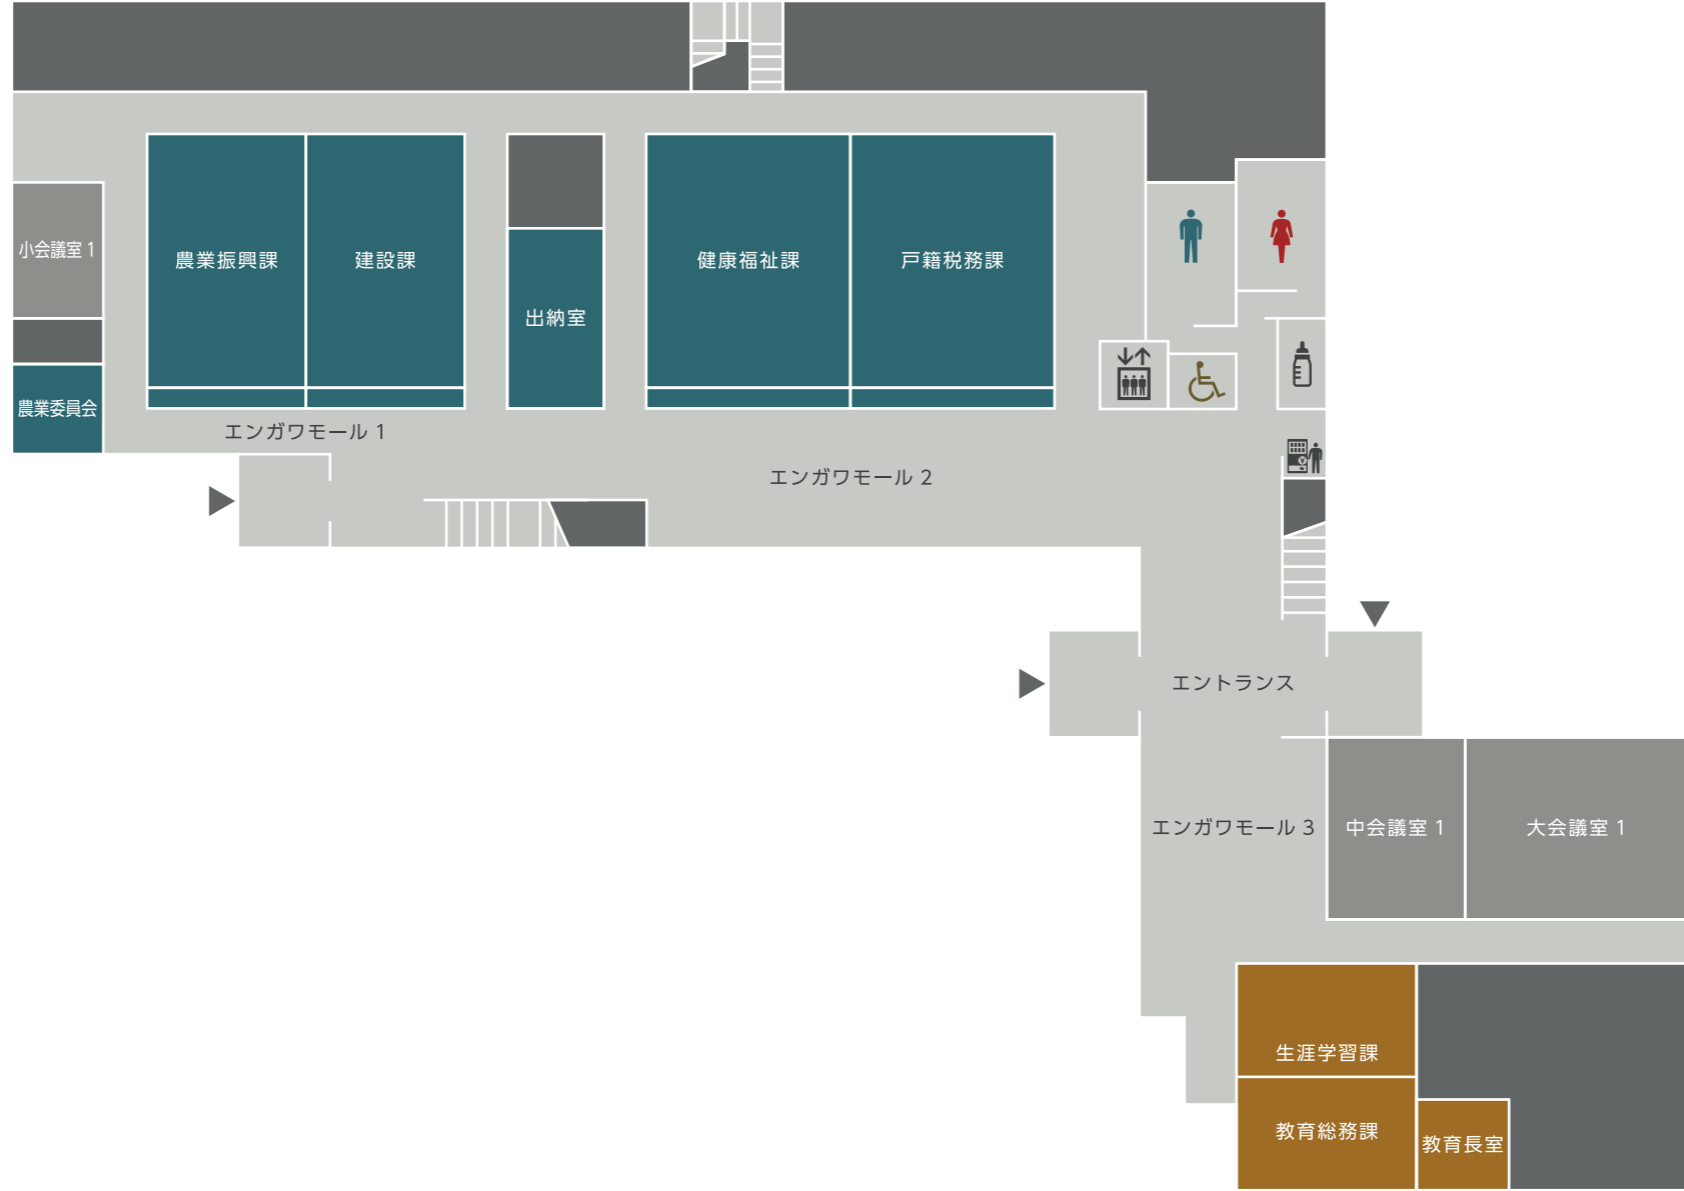 小会議室 1
農業振興課
建設課
出納室
健康福祉課
戸籍税務課
農業委員会
エンガワモール 1
エンガワモール 2
エントランス
エンガワモール 3
中会議室 1
大会議室 1
生涯学習課
教育総務課
教育長室